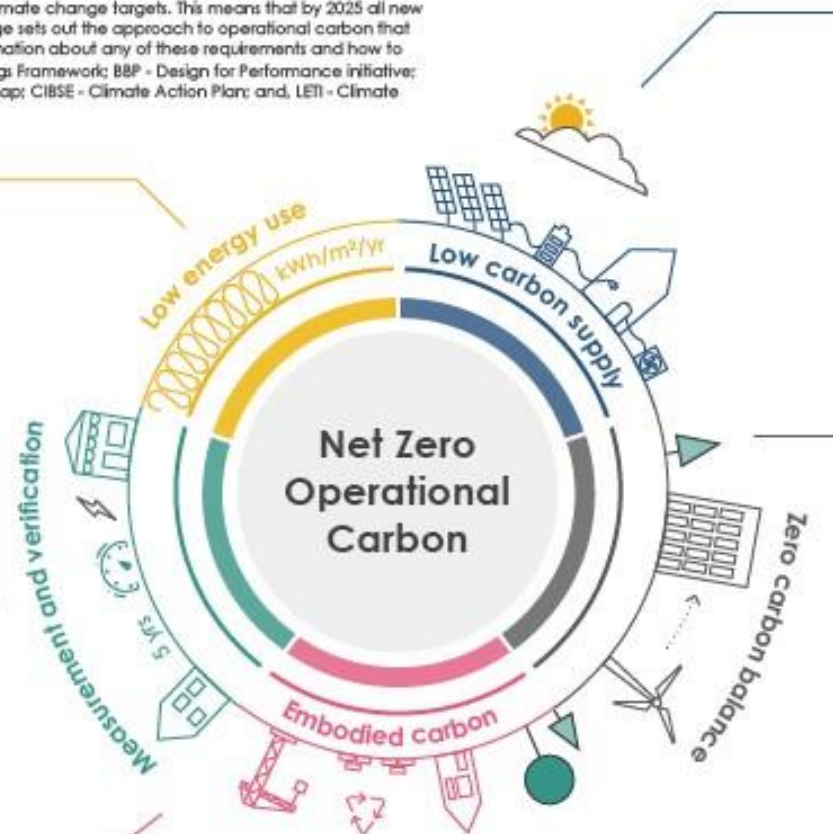 mate change targets. This means that by 2025 all new
ge sets out the approach to operational carbon that
nation about any of these requirements and how to
gs Framework; BBP - Design for Performance initiative;
ap; CIBSE - Climate Action Plan; and, LETI - Climate
Low energy use
kWh/m²/yr
Low carbon supply
Net Zero
Operational
Carbon
Measurement and verification
5 yrs
Zero carbon balance
Embodied carbon